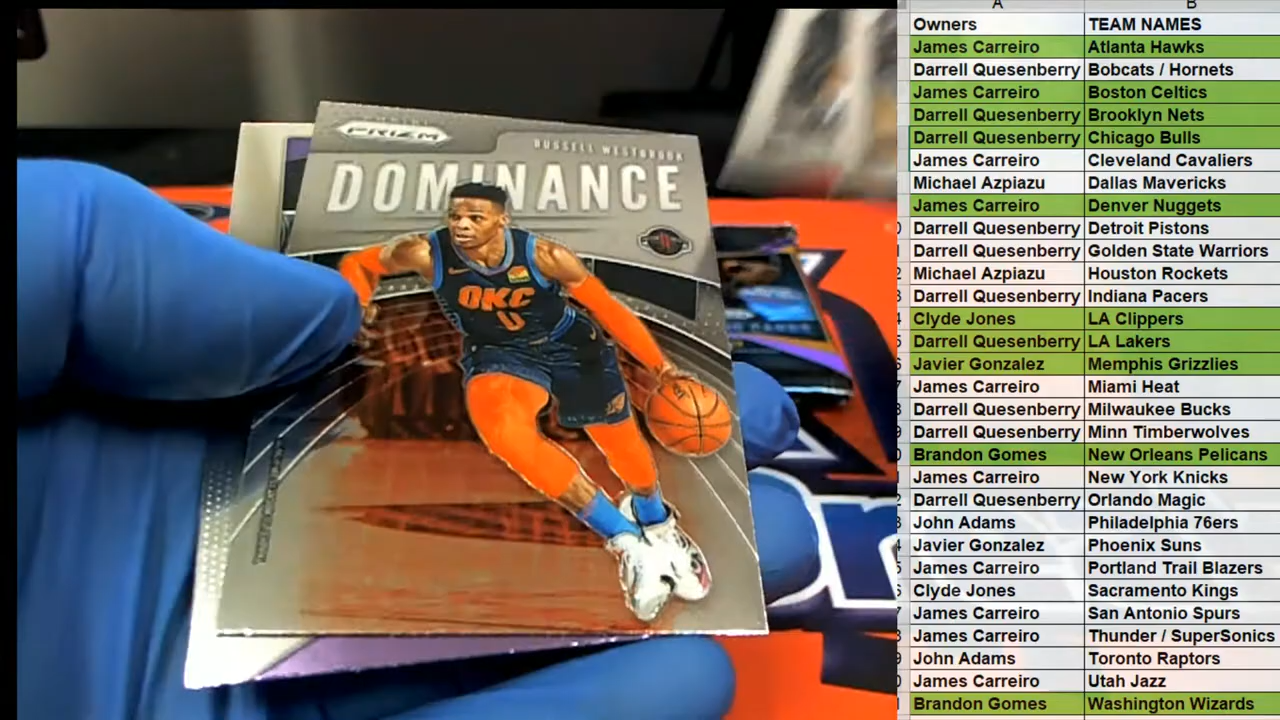 PRIZM
RUSSELL WESTBROOK
DOMINANCE
OKC
0
A B
Owners TEAM NAMES
James Carreiro Atlanta Hawks
Darrell Quesenberry Bobcats / Hornets
James Carreiro Boston Celtics
Darrell Quesenberry Brooklyn Nets
Darrell Quesenberry Chicago Bulls
James Carreiro Cleveland Cavaliers
Michael Azpiazu Dallas Mavericks
James Carreiro Denver Nuggets
Darrell Quesenberry Detroit Pistons
Darrell Quesenberry Golden State Warriors
Michael Azpiazu Houston Rockets
Darrell Quesenberry Indiana Pacers
Clyde Jones LA Clippers
Darrell Quesenberry LA Lakers
Javier Gonzalez Memphis Grizzlies
James Carreiro Miami Heat
Darrell Quesenberry Milwaukee Bucks
Darrell Quesenberry Minn Timberwolves
Brandon Gomes New Orleans Pelicans
James Carreiro New York Knicks
Darrell Quesenberry Orlando Magic
John Adams Philadelphia 76ers
Javier Gonzalez Phoenix Suns
James Carreiro Portland Trail Blazers
Clyde Jones Sacramento Kings
James Carreiro San Antonio Spurs
James Carreiro Thunder / SuperSonics
John Adams Toronto Raptors
James Carreiro Utah Jazz
Brandon Gomes Washington Wizards